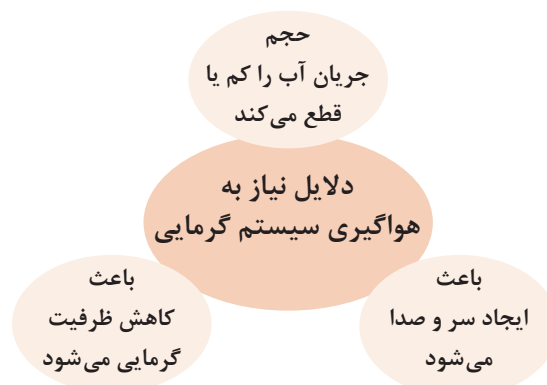 حجم
جریان آب را کم یا
قطع می‌کند
دلایل نیاز به
هواگیری سیستم گرمایی
باعث
ایجاد سر و صدا
می‌شود
باعث
کاهش ظرفیت
گرمایی می‌شود